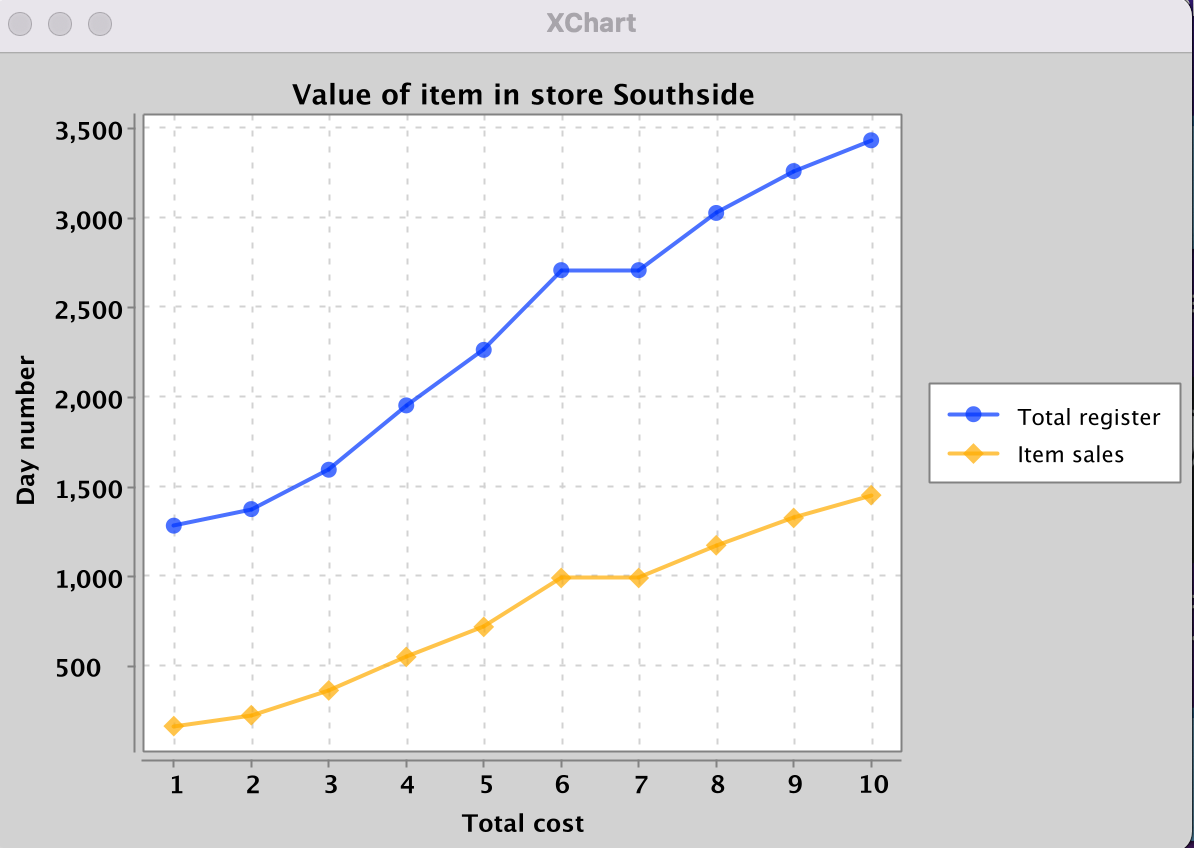 XChart
Value of item in store Southside
3,500
3,000
2,500
2,000
1,500
1,000
500
Day number
1 2 3 4 5 6 7 8 9 10
Total cost
Total register
Item sales